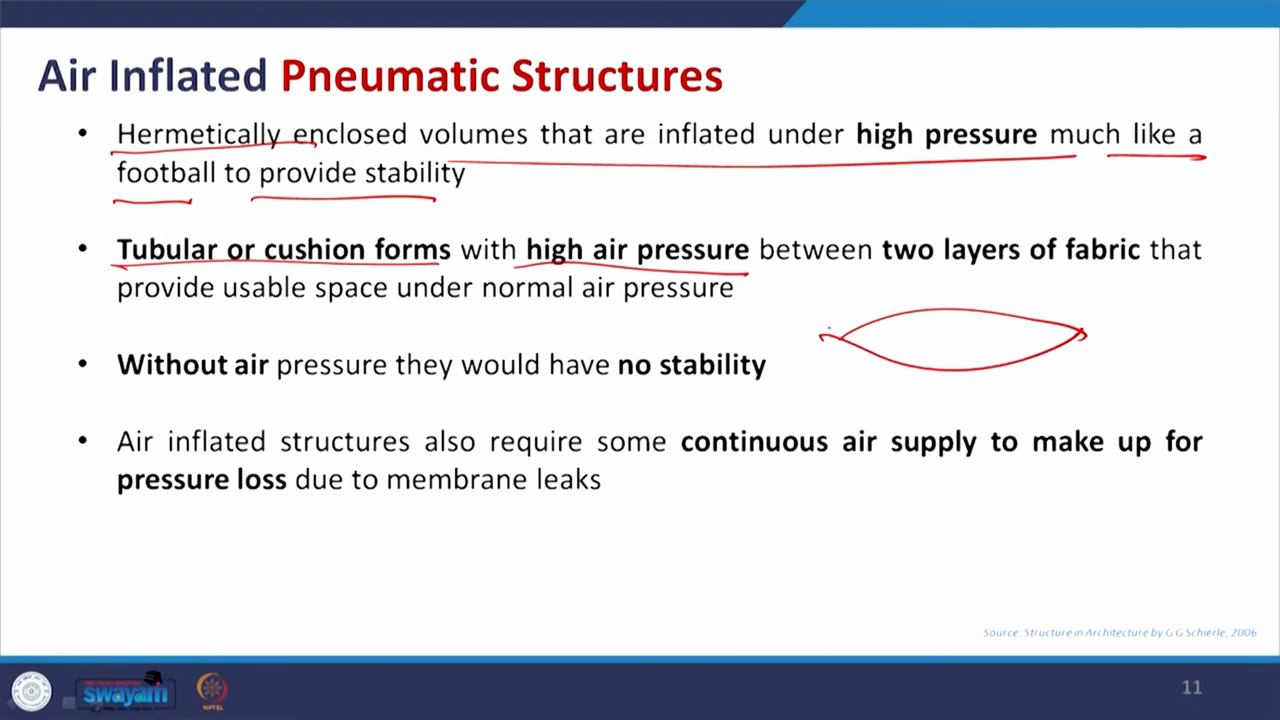 Air Inflated Pneumatic Structures
• Hermetically enclosed volumes that are inflated under high pressure much like a
football to provide stability
• Tubular or cushion forms with high air pressure between two layers of fabric that
provide usable space under normal air pressure
• Without air pressure they would have no stability
• Air inflated structures also require some continuous air supply to make up for
pressure loss due to membrane leaks
Source: Structure in Architecture by G G Schierle, 2006
swayam
NPTEL
11